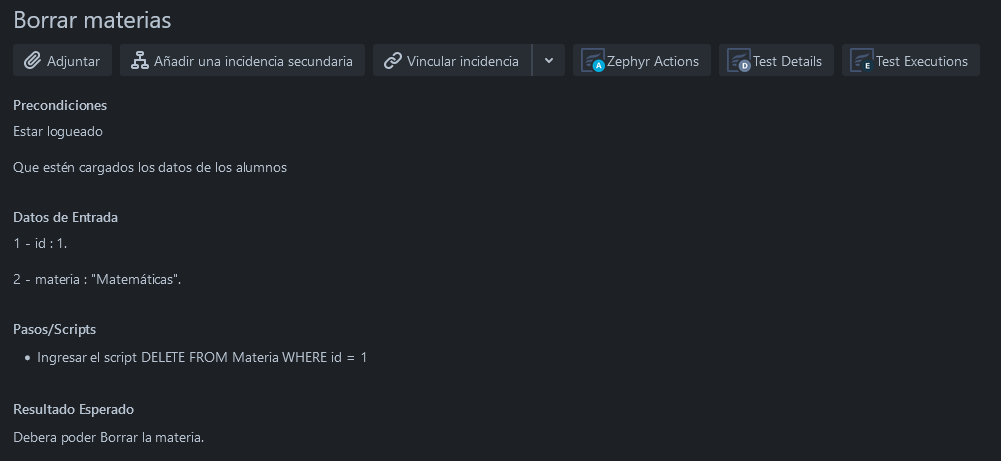 Borrar materias
Adjuntar Añadir una incidencia secundaria Vincular incidencia A Zephyr Actions D Test Details E Test Executions
Precondiciones
Estar logueado
Que estén cargados los datos de los alumnos
Datos de Entrada
1 - id : 1.
2 - materia : "Matemáticas".
Pasos/Scripts
• Ingresar el script DELETE FROM Materia WHERE id = 1
Resultado Esperado
Debera poder Borrar la materia.